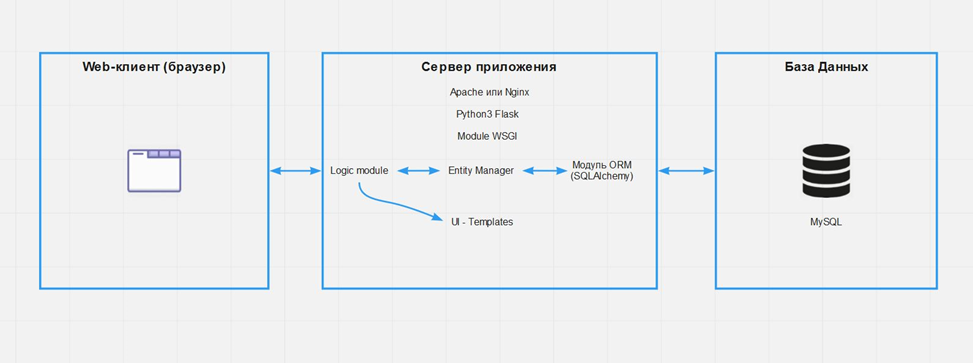 Web-клиент (браузер)
Сервер приложения
База Данных
Apache или Nginx
Python3 Flask
Module WSGI
Logic module
Entity Manager
Модуль ORM
(SQLAlchemy)
UI - Templates
MySQL